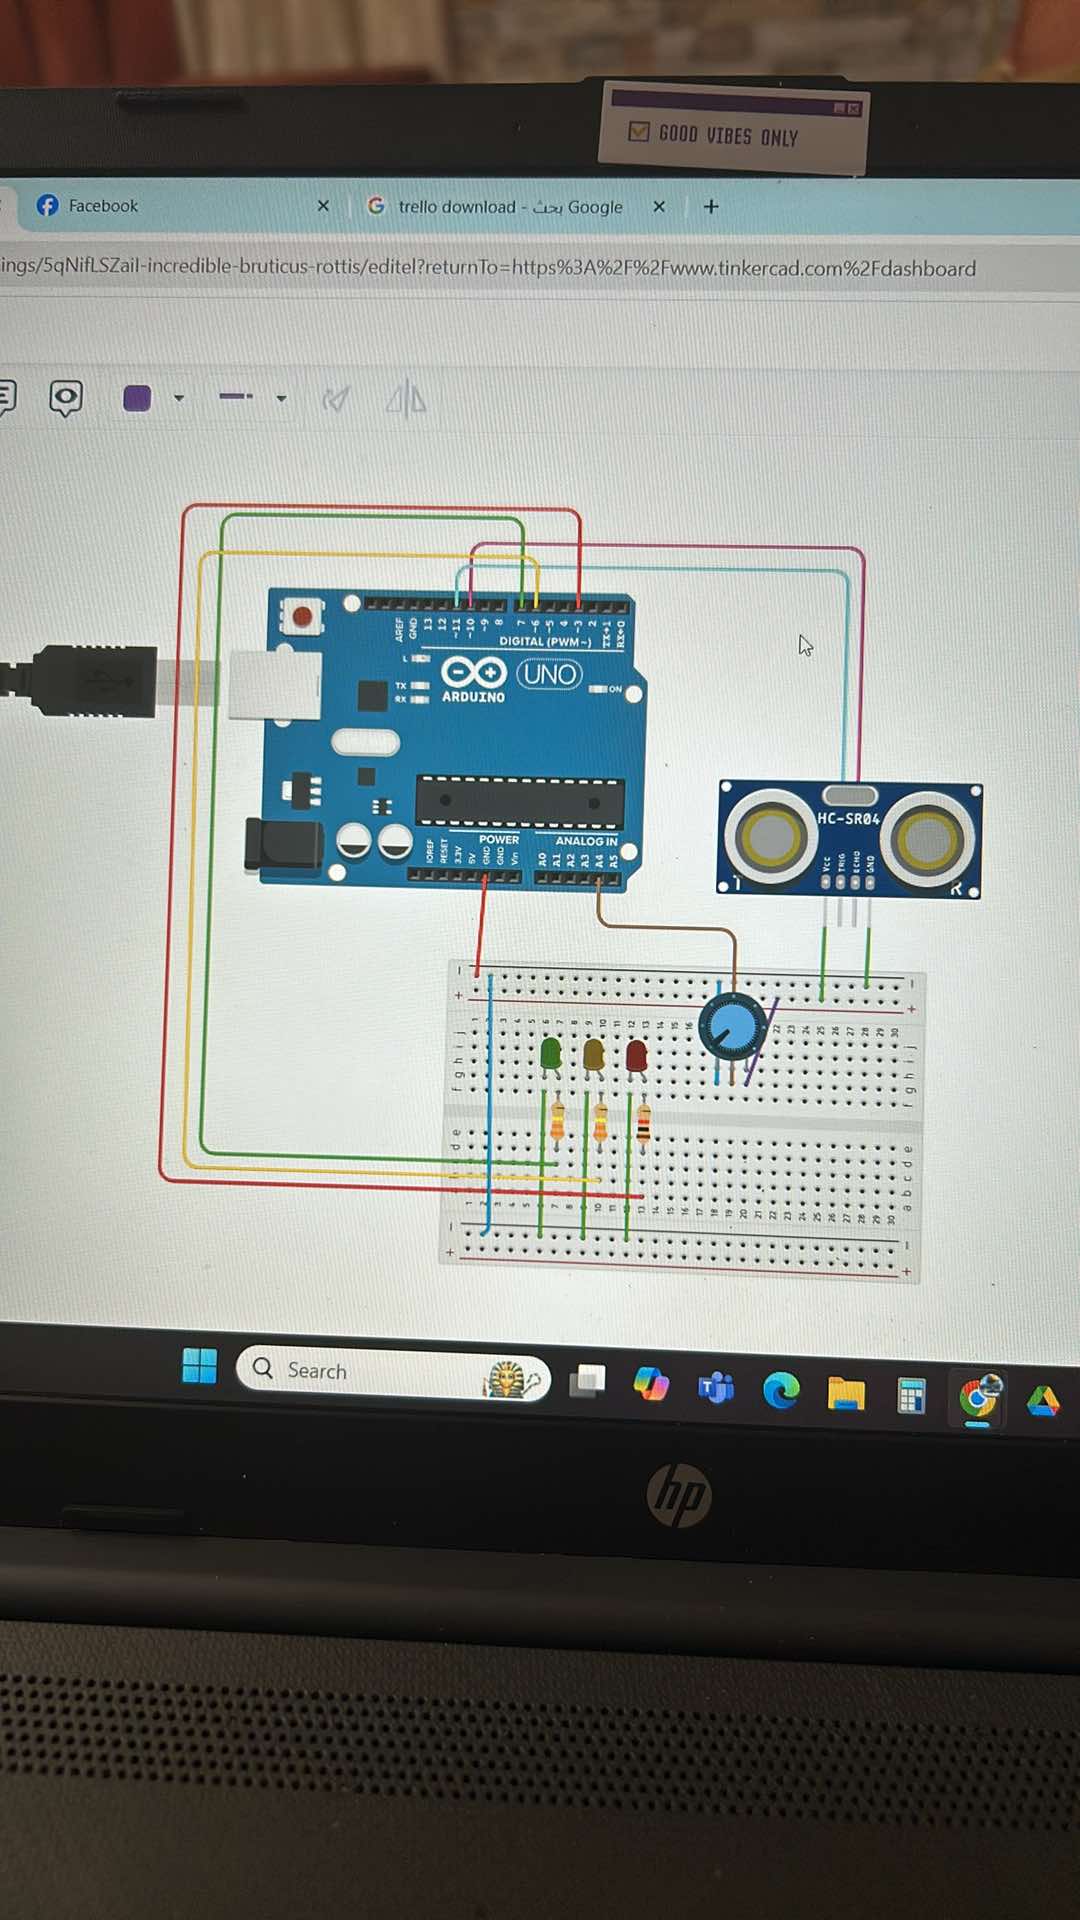 GOOD VIBES ONLY
Facebook
trello download - بحث Google
ings/5qNifLSZail-incredible-bruticus-rottis/editel?returnTo=https%3A%2F%2Fwww.tinkercad.com%2Fdashboard
AREF
GND
13
12
~11
~10
~9
8
7
~6
~5
4
~3
2
TX→1
RX←0
DIGITAL (PWM~)
L
TX
RX
UNO
ON
ARDUINO
POWER
ANALOG IN
IOREF
RESET
3.3V
5V
GND
GND
Vin
A0
A1
A2
A3
A4
A5
HC-SR04
VCC
TRIG
ECHO
GND
T
R
Search
hp